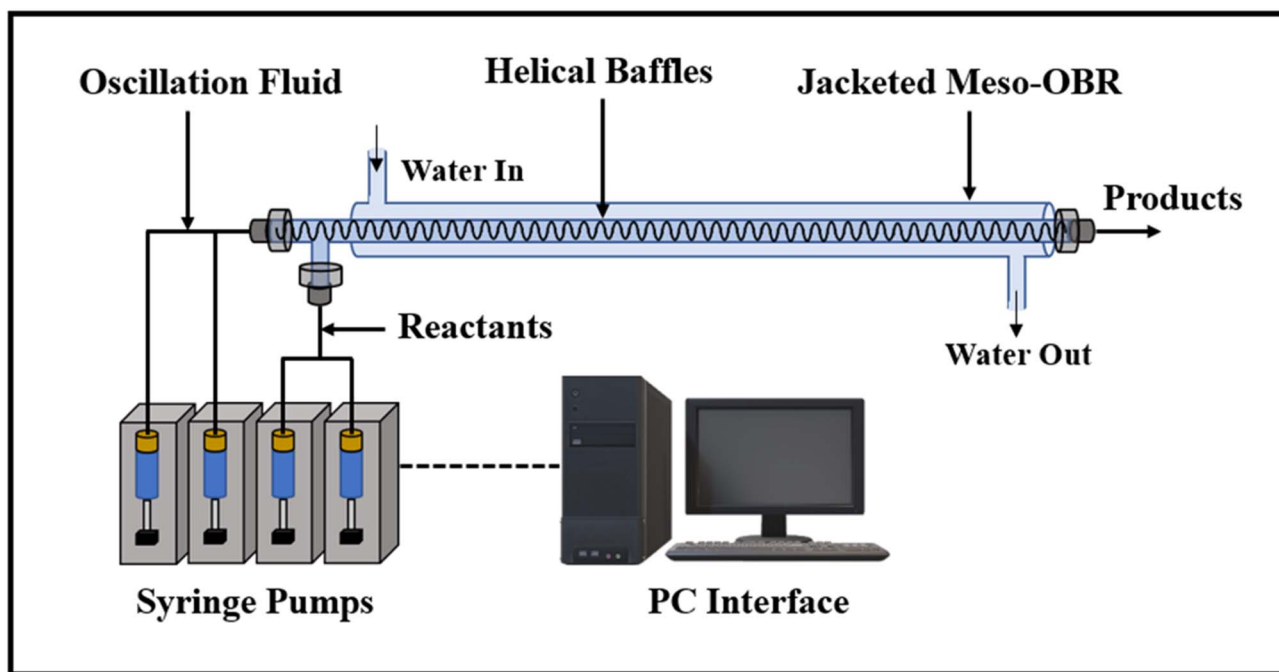 Oscillation Fluid
Helical Baffles
Jacketed Meso-OBR
Water In
Products
Reactants
Water Out
Syringe Pumps
PC Interface